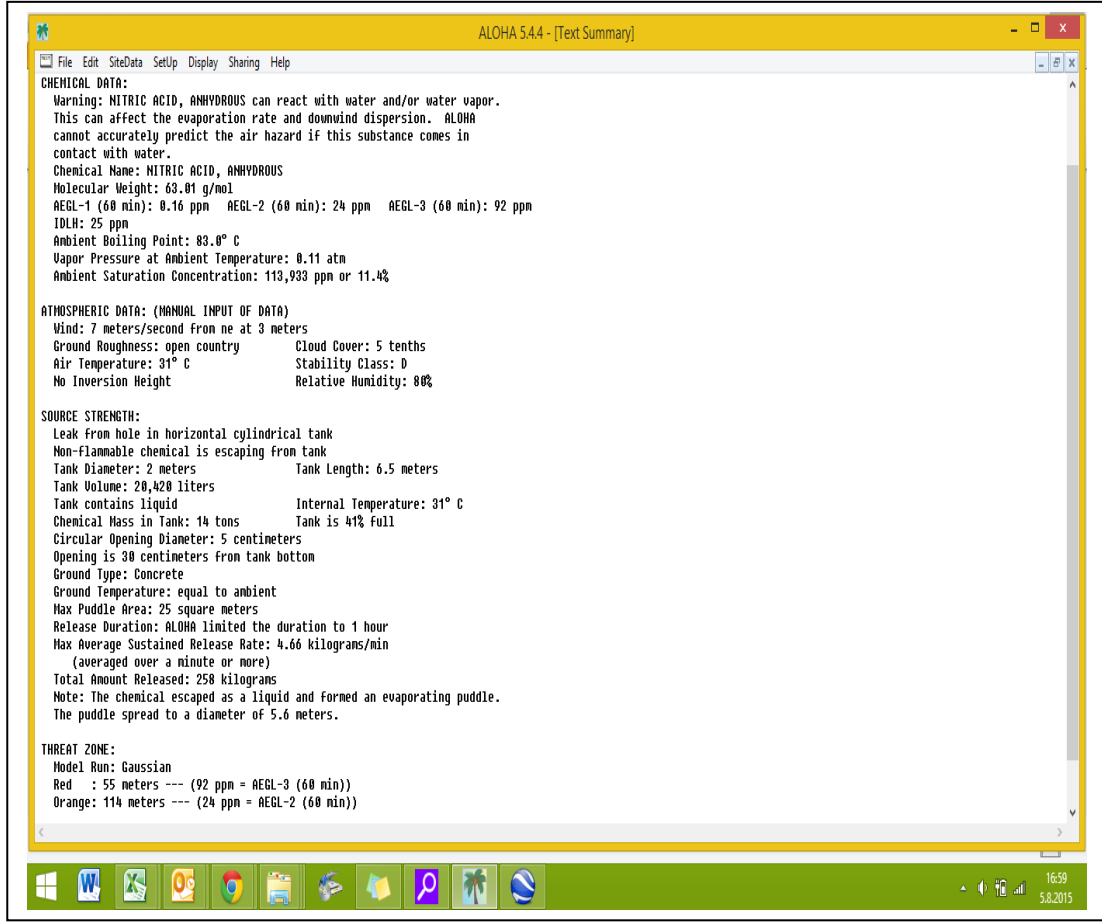 ALOHA 5.4.4 - [Text Summary]
File Edit SiteData SetUp Display Sharing Help
CHEMICAL DATA:
Warning: NITRIC ACID, ANHYDROUS can react with water and/or water vapor.
This can affect the evaporation rate and downwind dispersion. ALOHA
cannot accurately predict the air hazard if this substance comes in
contact with water.
Chemical Name: NITRIC ACID, ANHYDROUS
Molecular Weight: 63.01 g/mol
AEGL-1 (60 min): 0.16 ppm AEGL-2 (60 min): 24 ppm AEGL-3 (60 min): 92 ppm
IDLH: 25 ppm
Ambient Boiling Point: 83.0° C
Vapor Pressure at Ambient Temperature: 0.11 atm
Ambient Saturation Concentration: 113,933 ppm or 11.4%
ATMOSPHERIC DATA: (MANUAL INPUT OF DATA)
Wind: 7 meters/second from ne at 3 meters
Ground Roughness: open country Cloud Cover: 5 tenths
Air Temperature: 31° C Stability Class: D
No Inversion Height Relative Humidity: 80%
SOURCE STRENGTH:
Leak from hole in horizontal cylindrical tank
Non-flammable chemical is escaping from tank
Tank Diameter: 2 meters Tank Length: 6.5 meters
Tank Volume: 20,420 liters
Tank contains liquid Internal Temperature: 31° C
Chemical Mass in Tank: 14 tons Tank is 41% full
Circular Opening Diameter: 5 centimeters
Opening is 30 centimeters from tank bottom
Ground Type: Concrete
Ground Temperature: equal to ambient
Max Puddle Area: 25 square meters
Release Duration: ALOHA limited the duration to 1 hour
Max Average Sustained Release Rate: 4.66 kilograms/min
(averaged over a minute or more)
Total Amount Released: 258 kilograms
Note: The chemical escaped as a liquid and formed an evaporating puddle.
The puddle spread to a diameter of 5.6 meters.
THREAT ZONE:
Model Run: Gaussian
Red : 55 meters --- (92 ppm = AEGL-3 (60 min))
Orange: 114 meters --- (24 ppm = AEGL-2 (60 min))
16:59
5.8.2015